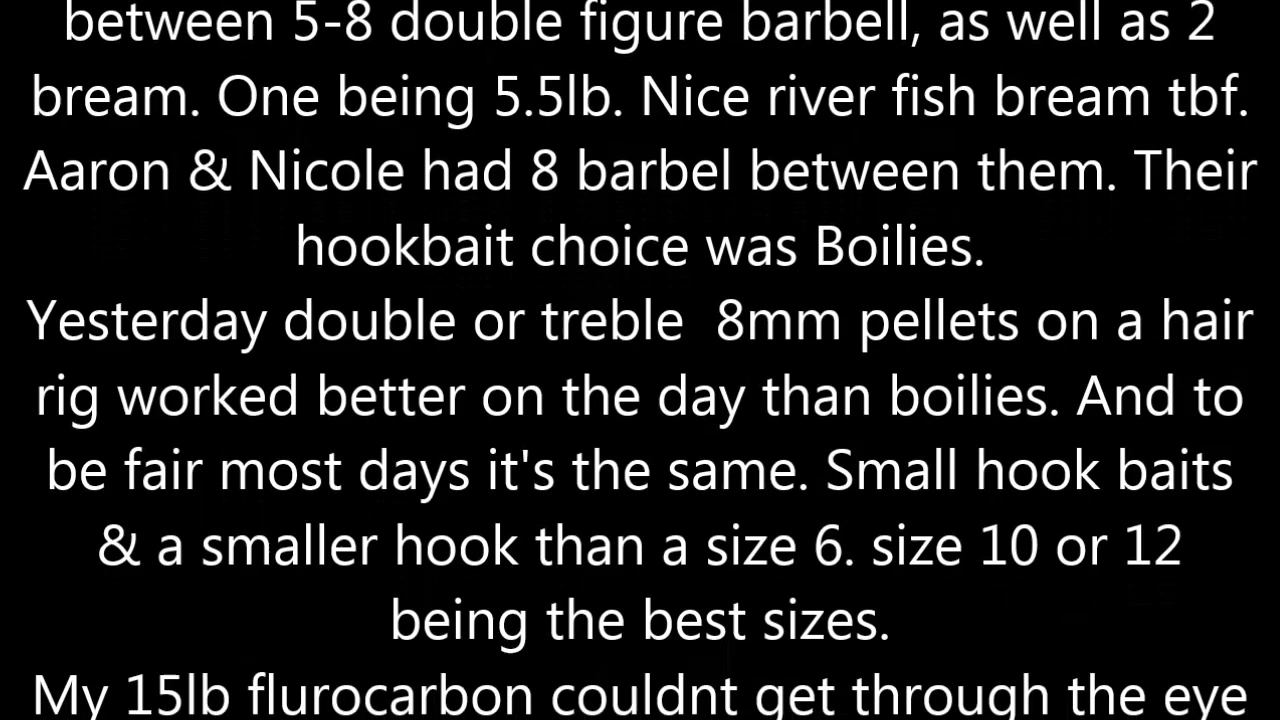 between 5-8 double figure barbell, as well as 2
bream. One being 5.5lb. Nice river fish bream tbf.
Aaron & Nicole had 8 barbel between them. Their
hookbait choice was Boilies.
Yesterday double or treble  8mm pellets on a hair
rig worked better on the day than boilies. And to
be fair most days it's the same. Small hook baits
& a smaller hook than a size 6. size 10 or 12
being the best sizes.
My 15lb flurocarbon couldnt get through the eye